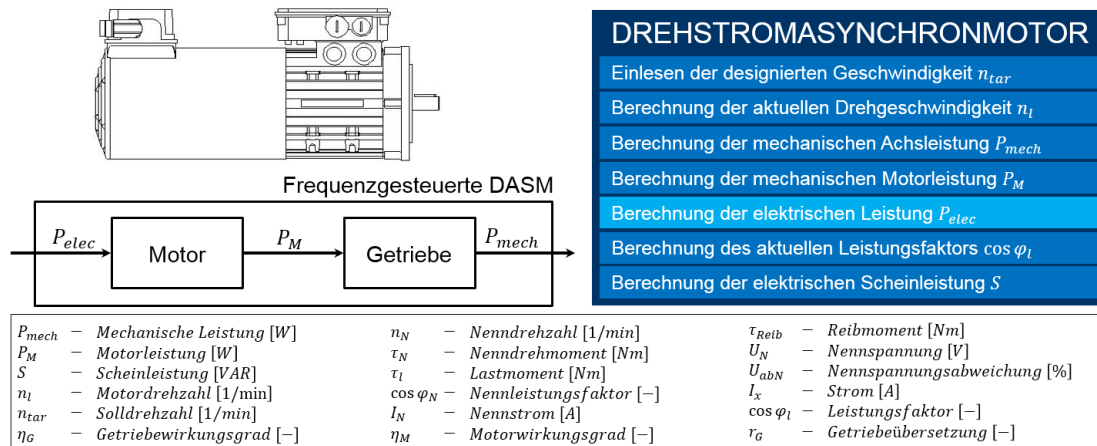 DREHSTROMASYNCHRONMOTOR
Einlesen der designierten Geschwindigkeit n_tar
Berechnung der aktuellen Drehgeschwindigkeit n_l
Berechnung der mechanischen Achsleistung P_mech
Berechnung der mechanischen Motorleistung P_M
Berechnung der elektrischen Leistung P_elec
Berechnung des aktuellen Leistungsfaktors cos φ_l
Berechnung der elektrischen Scheinleistung S
Frequenzgesteuerte DASM
P_elec Motor P_M Getriebe P_mech
P_mech – Mechanische Leistung [W]
P_M – Motorleistung [W]
S – Scheinleistung [VAR]
n_l – Motordrehzahl [1/min]
n_tar – Solldrehzahl [1/min]
η_G – Getriebewirkungsgrad [–]
n_N – Nenndrehzahl [1/min]
τ_N – Nenndrehmoment [Nm]
τ_l – Lastmoment [Nm]
cos φ_N – Nennleistungsfaktor [–]
I_N – Nennstrom [A]
η_M – Motorwirkungsgrad [–]
τ_Reib – Reibmoment [Nm]
U_N – Nennspannung [V]
U_abN – Nennspannungsabweichung [%]
I_x – Strom [A]
cos φ_l – Leistungsfaktor [–]
r_G – Getriebeübersetzung [–]